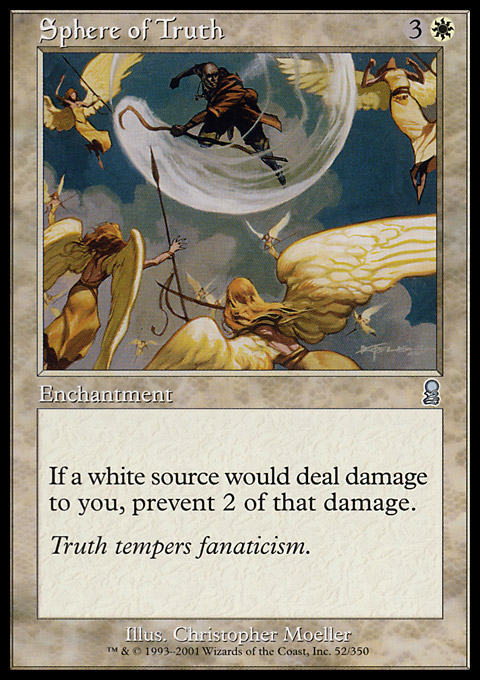 Sphere of Truth 3
Enchantment
If a white source would deal damage
to you, prevent 2 of that damage.
Truth tempers fanaticism.
Illus. Christopher Moeller
™ & © 1993–2001 Wizards of the Coast, Inc. 52/350